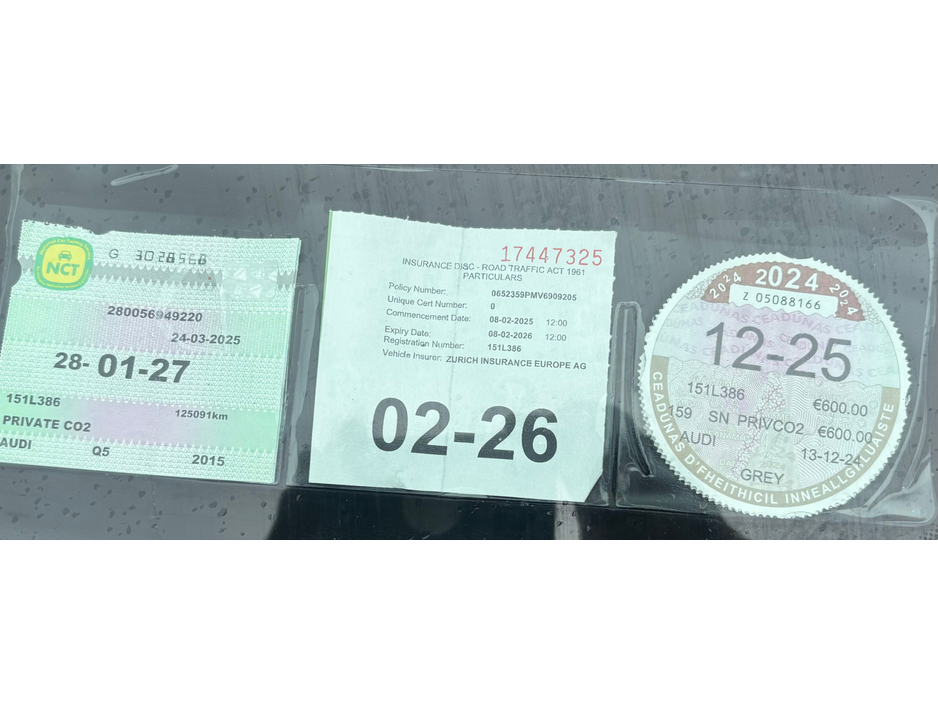 NCT
G 3028568
280056949220
24-03-2025
28-01-27
151L386
125091km
PRIVATE CO2
AUDI Q5 2015
17447325
INSURANCE DISC - ROAD TRAFFIC ACT 1961
PARTICULARS
Policy Number: 0652359PMV6909205
Unique Cert Number: 0
Commencement Date: 08-02-2025 12:00
Expiry Date: 08-02-2026 12:00
Registration Number: 151L386
Vehicle Insurer: ZURICH INSURANCE EUROPE AG
02-26
2024 2024 2024
Z 05088166
12-25
151L386 €600.00
159 SN PRIVCO2 €600.00
AUDI 13-12-24
GREY
CEADÚNAS D'FHEITHICIL INNEALLGHLUAISTE